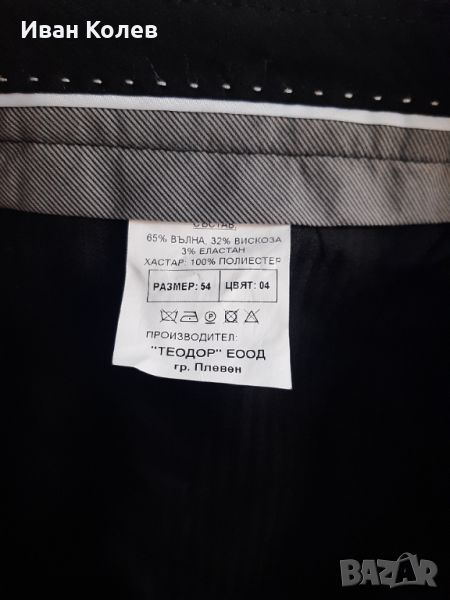 Иван Колев
СЪСТАВ:
65% ВЪЛНА, 32% ВИСКОЗА
3% ЕЛАСТАН
ХАСТАР: 100% ПОЛИЕСТЕР
РАЗМЕР: 54 ЦВЯТ: 04
ПРОИЗВОДИТЕЛ:
"ТЕОДОР" ЕООД
гр. Плевен
BAZAR